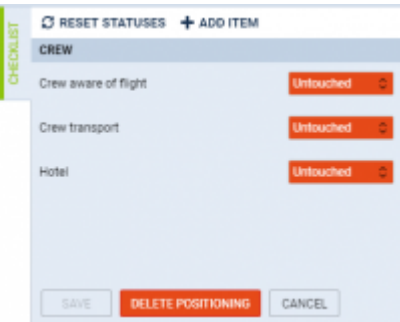 CHECKLIST
RESET STATUSES ADD ITEM
CREW
Crew aware of flight Untouched
Crew transport Untouched
Hotel Untouched
SAVE DELETE POSITIONING CANCEL